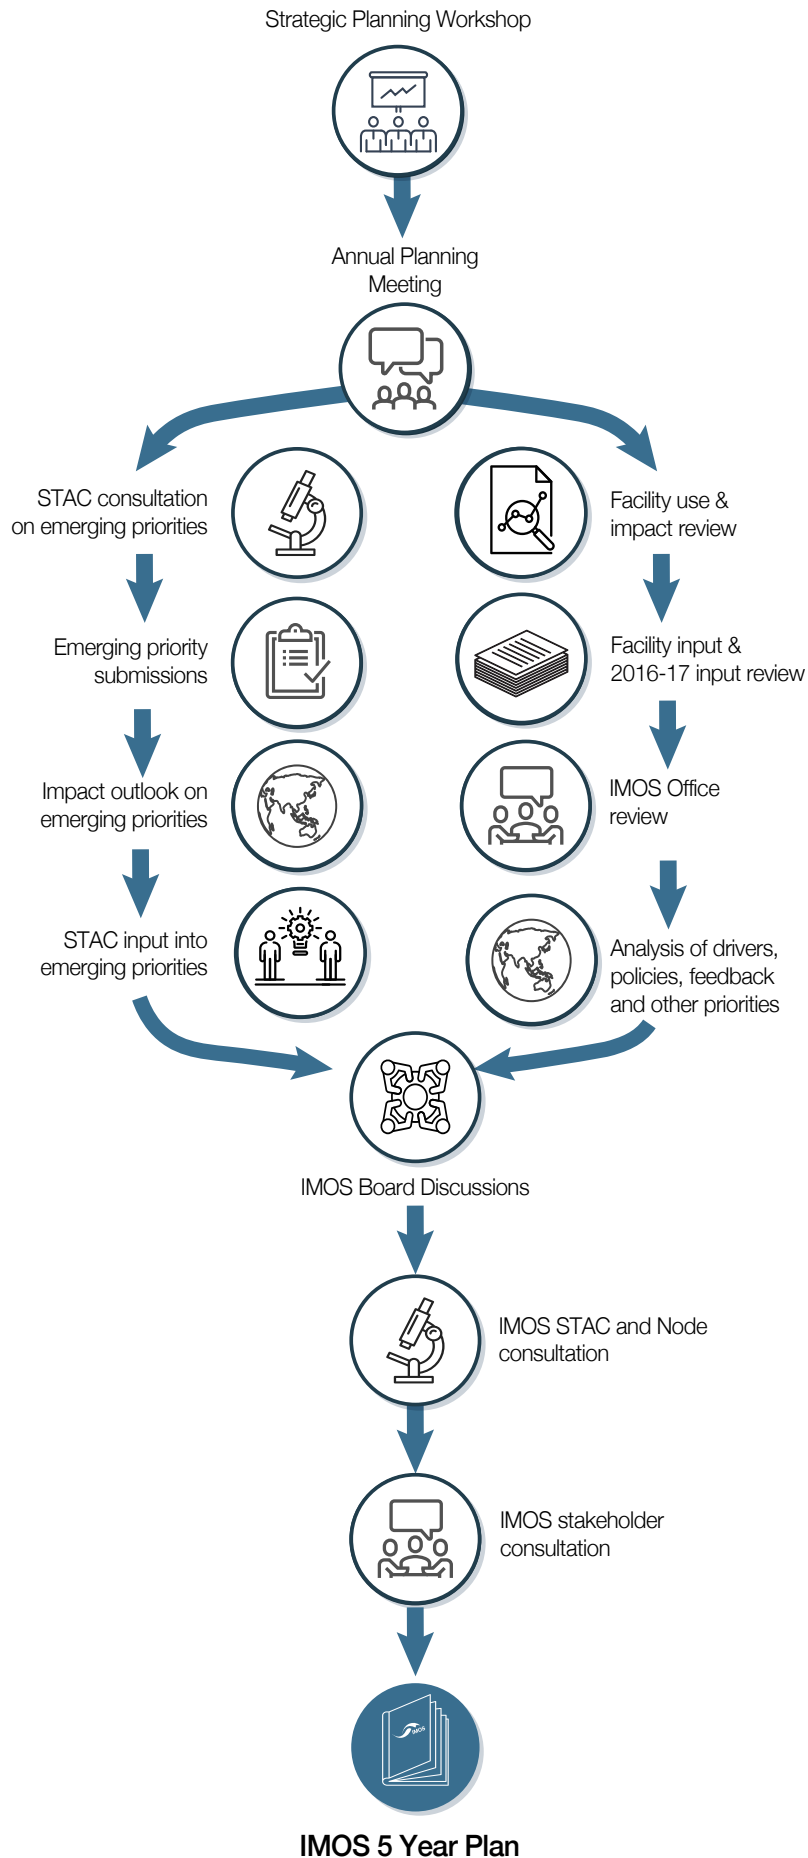 Strategic Planning Workshop
Annual Planning
Meeting
STAC consultation
on emerging priorities
Emerging priority
submissions
Impact outlook on
emerging priorities
STAC input into
emerging priorities
Facility use &
impact review
Facility input &
2016-17 input review
IMOS Office
review
Analysis of drivers,
policies, feedback
and other priorities
IMOS Board Discussions
IMOS STAC and Node
consultation
IMOS stakeholder
consultation
IMOS
IMOS 5 Year Plan